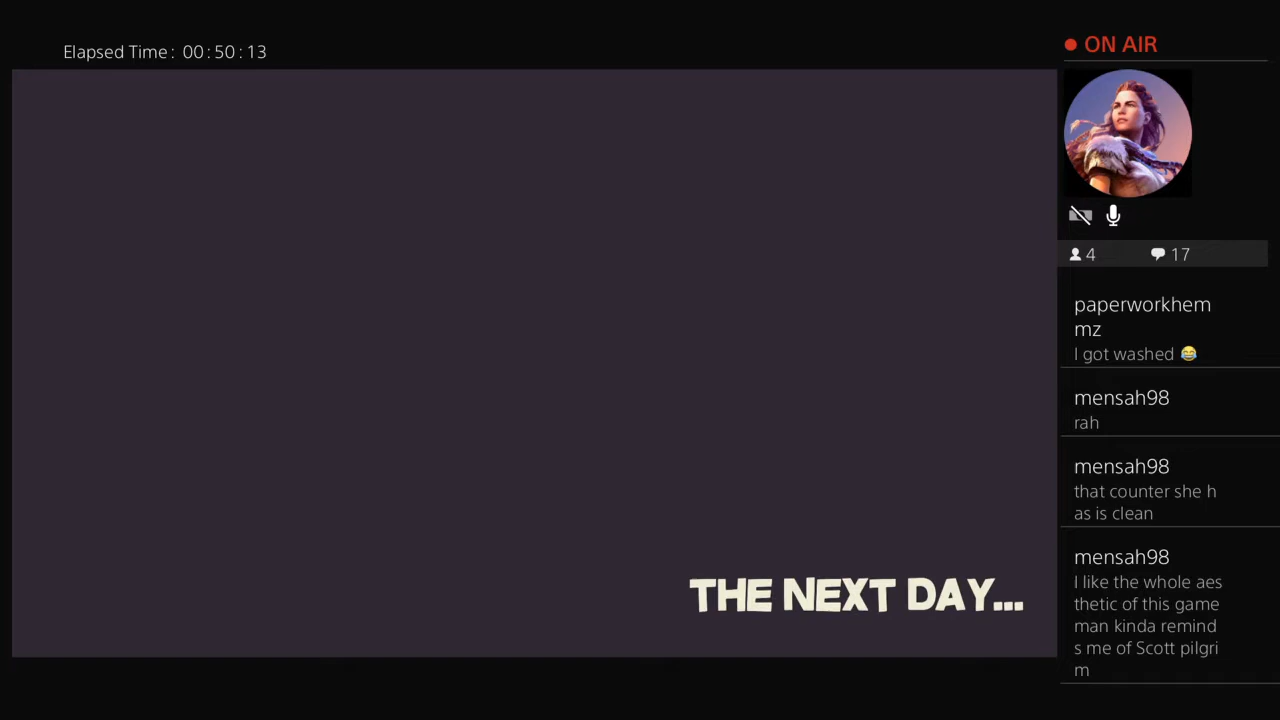 Elapsed Time: 00:50:13
ON AIR
4 17
paperworkhem
mz
I got washed 😂
mensah98
rah
mensah98
that counter she h
as is clean
mensah98
I like the whole aes
thetic of this game
man kinda remind
s me of Scott pilgri
m
THE NEXT DAY...